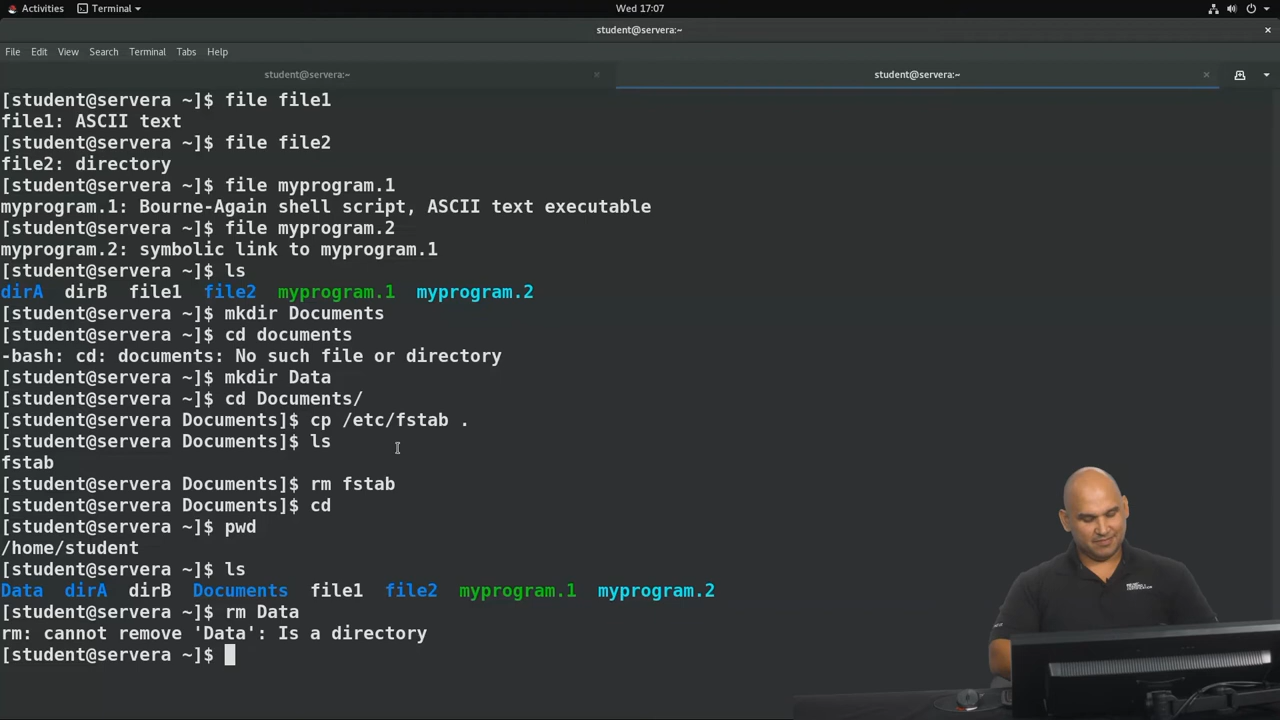 Activities Terminal Wed 17:07
student@servera:~
File Edit View Search Terminal Tabs Help
student@servera:~ student@servera:~
[student@servera ~]$ file file1
file1: ASCII text
[student@servera ~]$ file file2
file2: directory
[student@servera ~]$ file myprogram.1
myprogram.1: Bourne-Again shell script, ASCII text executable
[student@servera ~]$ file myprogram.2
myprogram.2: symbolic link to myprogram.1
[student@servera ~]$ ls
dirA dirB file1 file2 myprogram.1 myprogram.2
[student@servera ~]$ mkdir Documents
[student@servera ~]$ cd documents
-bash: cd: documents: No such file or directory
[student@servera ~]$ mkdir Data
[student@servera ~]$ cd Documents/
[student@servera Documents]$ cp /etc/fstab .
[student@servera Documents]$ ls
fstab
[student@servera Documents]$ rm fstab
[student@servera Documents]$ cd
[student@servera ~]$ pwd
/home/student
[student@servera ~]$ ls
Data dirA dirB Documents file1 file2 myprogram.1 myprogram.2
[student@servera ~]$ rm Data
rm: cannot remove 'Data': Is a directory
[student@servera ~]$